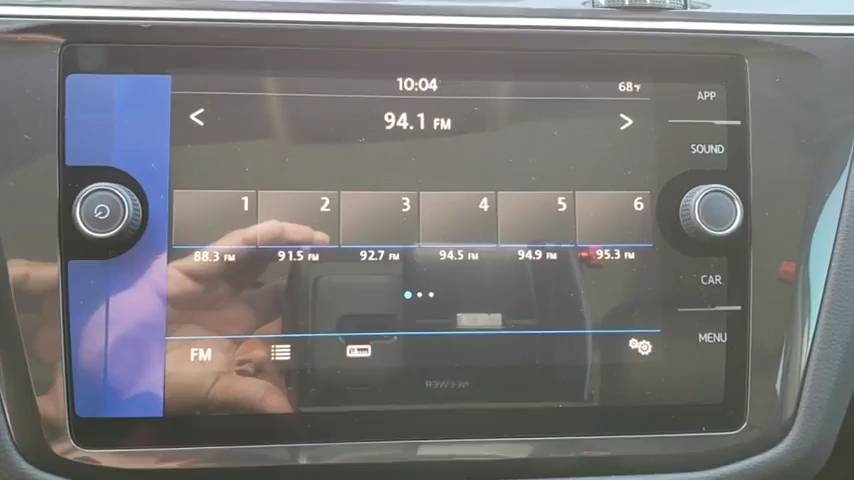 10:04
68°F
APP
< 94.1 FM >
SOUND
1 2 3 4 5 6
88.3 FM 91.5 FM 92.7 FM 94.5 FM 94.9 FM 95.3 FM
CAR
MENU
FM
NEEWER